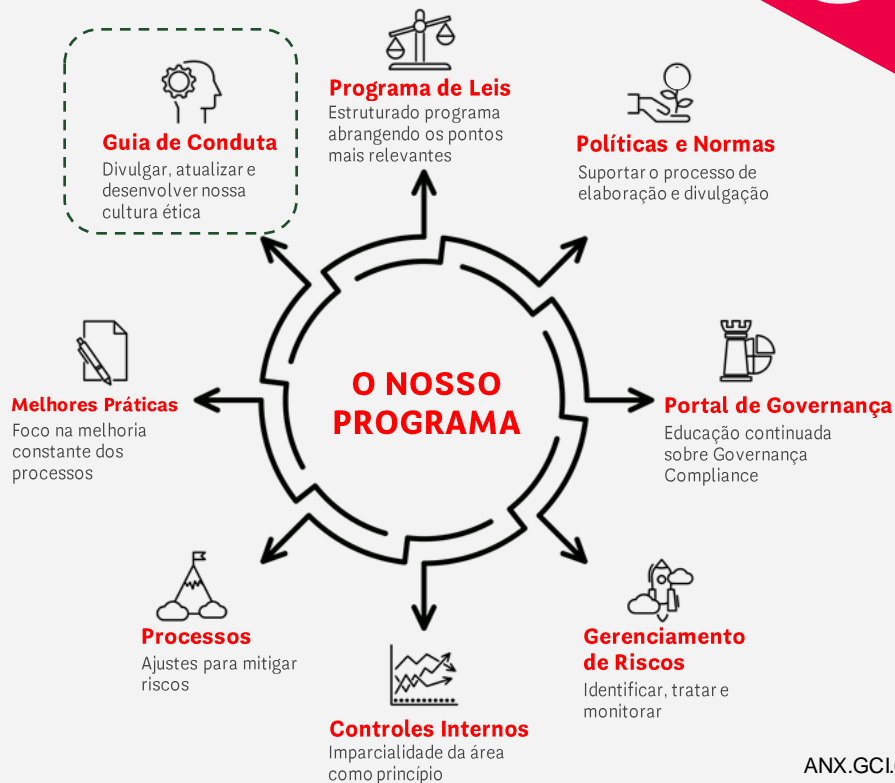 Programa de Leis
Estruturado programa
abrangendo os pontos
mais relevantes
Guia de Conduta
Divulgar, atualizar e
desenvolver nossa
cultura ética
Políticas e Normas
Suportar o processo de
elaboração e divulgação
O NOSSO
PROGRAMA
Melhores Práticas
Foco na melhoria
constante dos
processos
Portal de Governança
Educação continuada
sobre Governança
Compliance
Processos
Ajustes para mitigar
riscos
Gerenciamento
de Riscos
Identificar, tratar e
monitorar
Controles Internos
Imparcialidade da área
como princípio
ANX.GCI.